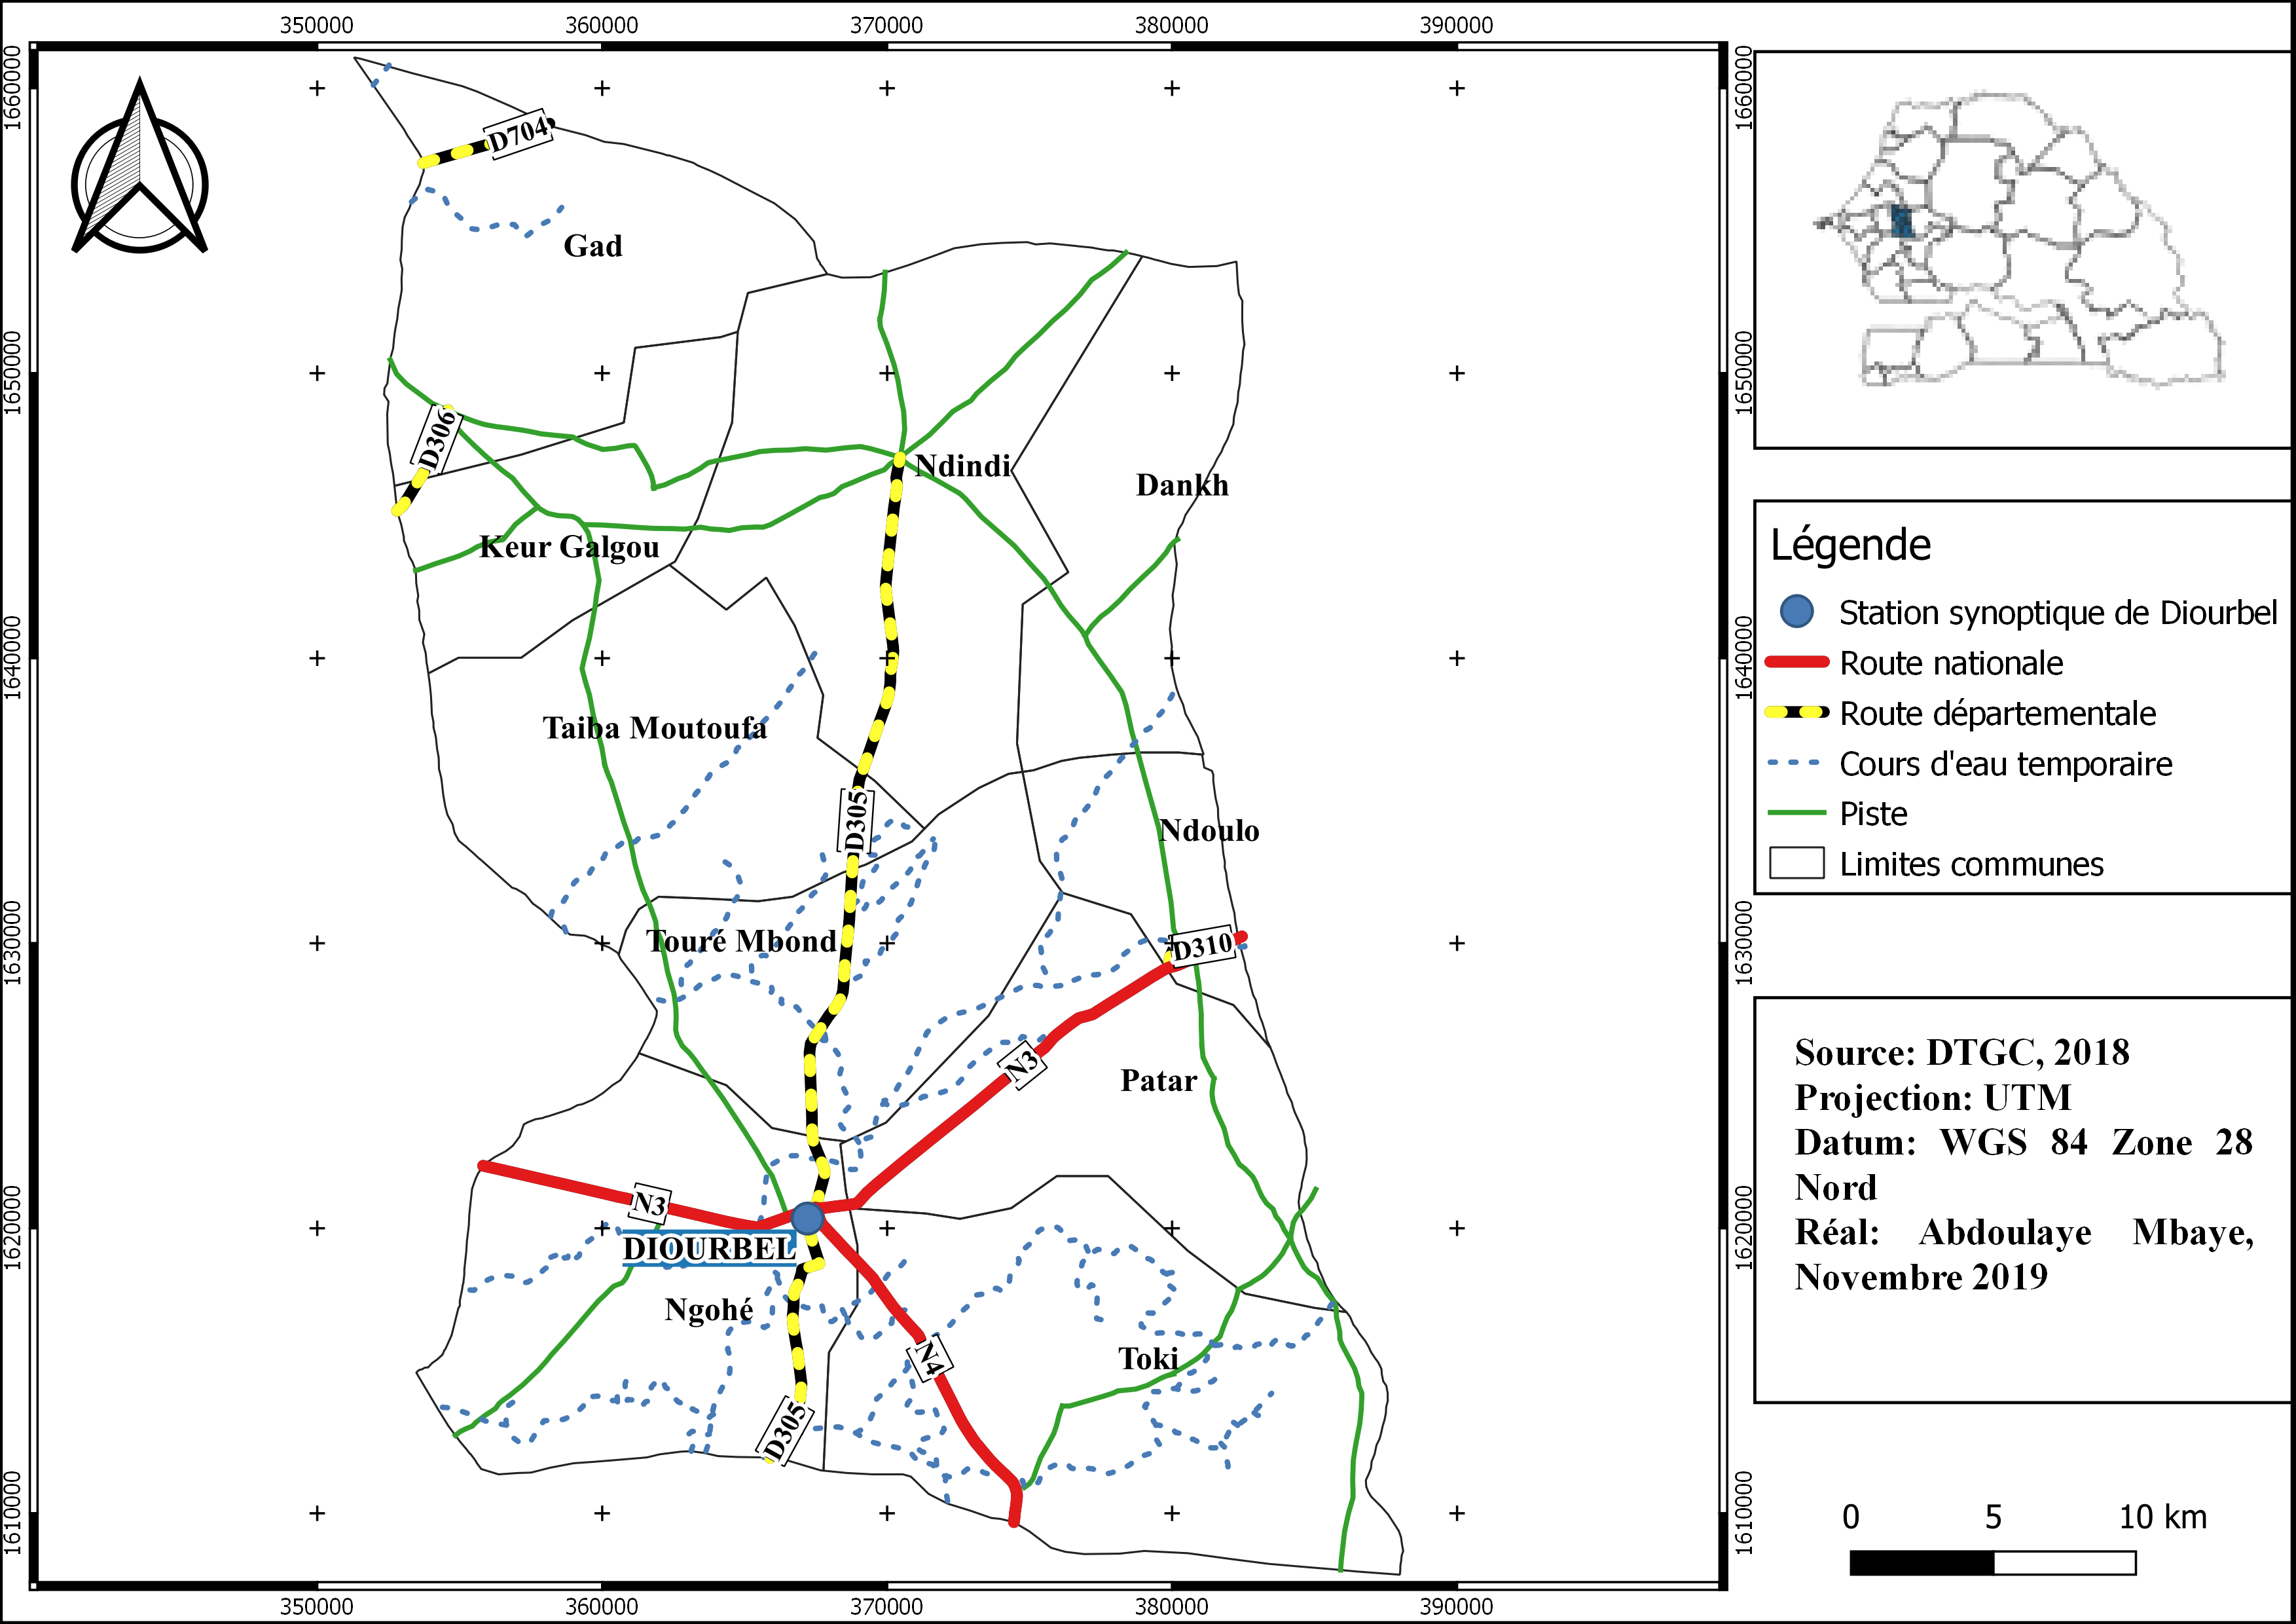 350000 360000 370000 380000 390000
1660000
1660000
D704
Gad
1650000
1650000
D306
Ndindi
Dankh
Keur Galgou
1640000
1640000
Taiba Moutoufa
D305
Ndoulo
1630000
1630000
Touré Mbond
D310
N3
Patar
N3
1620000
1620000
DIOURBEL
Ngohé
N4
Toki
D305
1610000
1610000
350000 360000 370000 380000 390000
Légende
Station synoptique de Diourbel
Route nationale
Route départementale
Cours d'eau temporaire
Piste
Limites communes
Source: DTGC, 2018
Projection: UTM
Datum: WGS 84 Zone 28
Nord
Réal: Abdoulaye Mbaye,
Novembre 2019
0 5 10 km